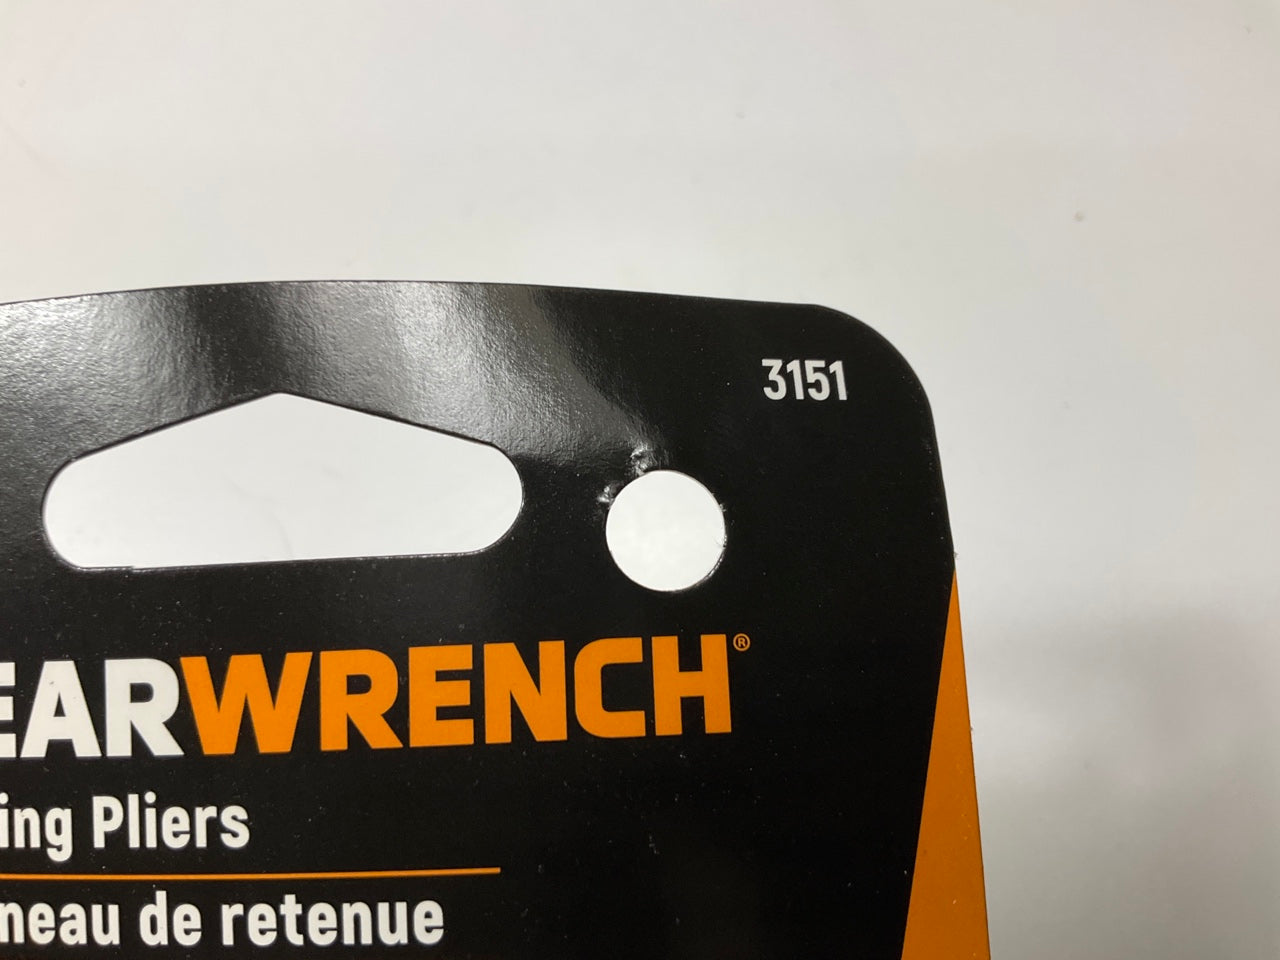 3151
EARWRENCH®
ing Pliers
neau de retenue